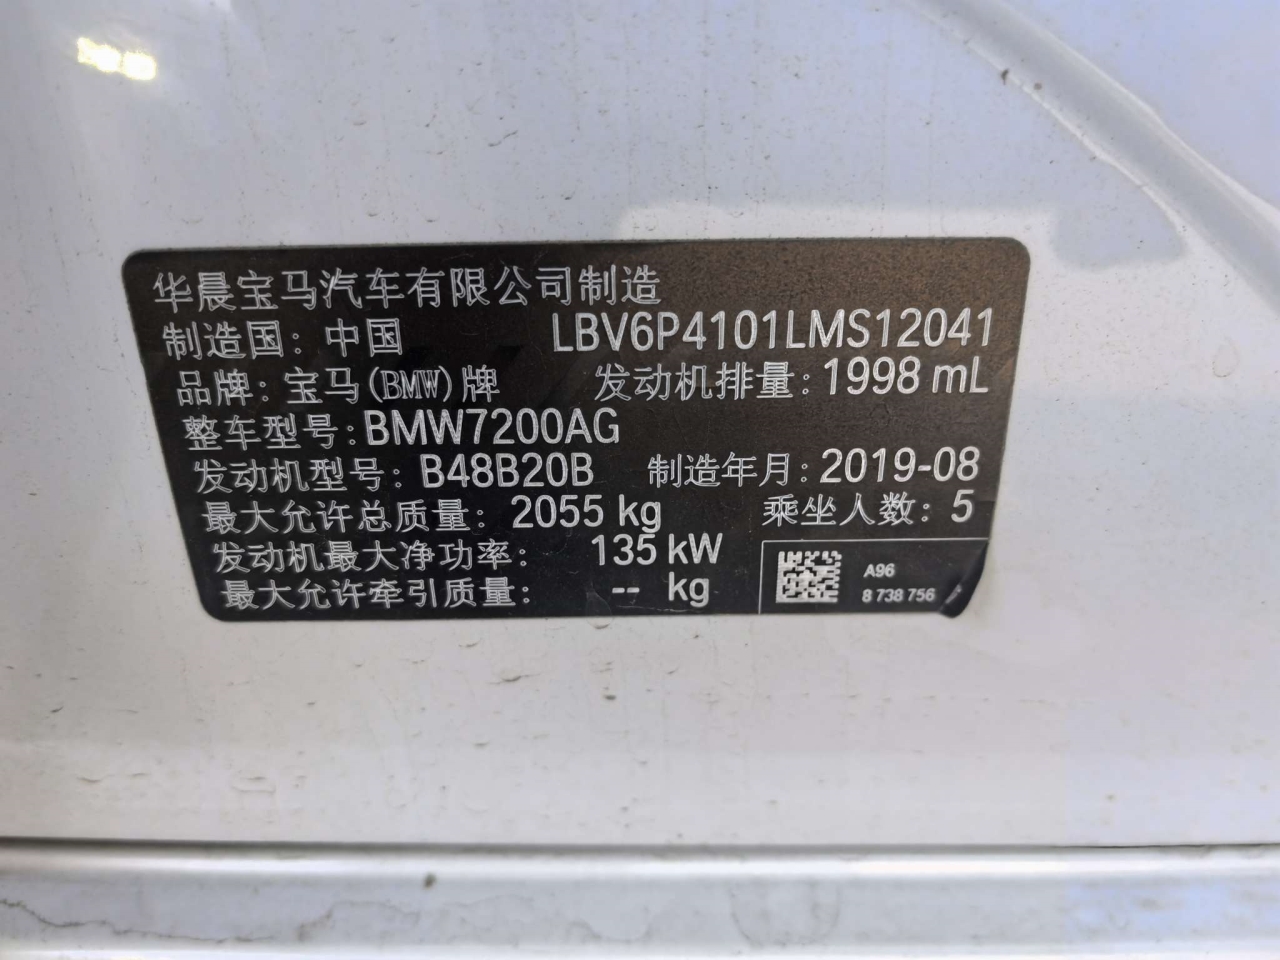 华晨宝马汽车有限公司制造
制造国: 中国 LBV6P4101LMS12041
品牌: 宝马(BMW)牌 发动机排量: 1998 mL
整车型号: BMW7200AG
发动机型号: B48B20B 制造年月: 2019-08
最大允许总质量: 2055 kg 乘坐人数: 5
发动机最大净功率: 135 kW
最大允许牵引质量: -- kg
A96
8 738 756